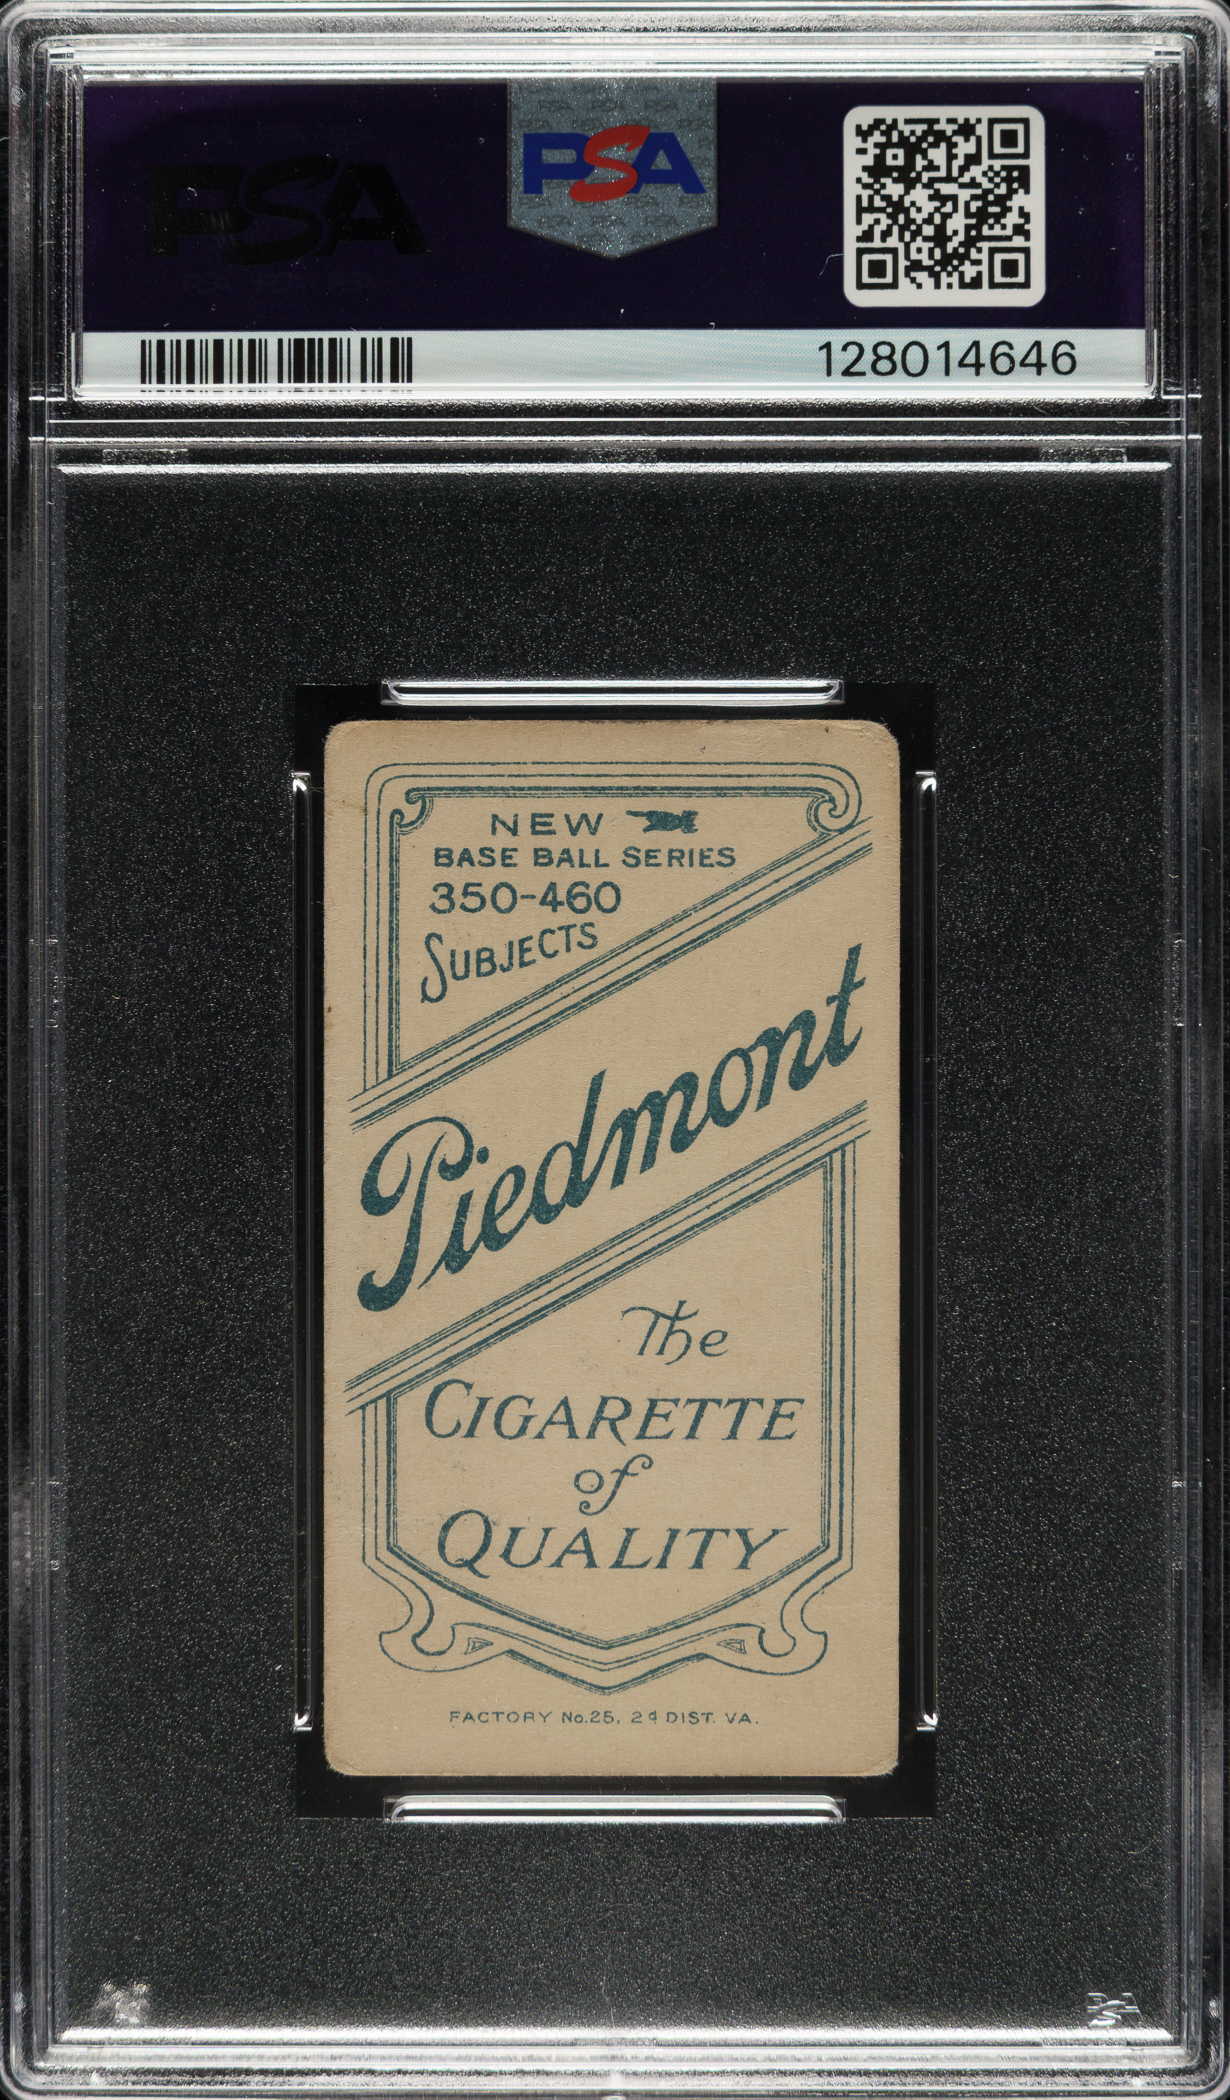 PSA
PSA
128014646
NEW
BASE BALL SERIES
350-460
SUBJECTS
Piedmont
The
CIGARETTE
of
QUALITY
FACTORY No.25, 2d DIST. VA.
PSA